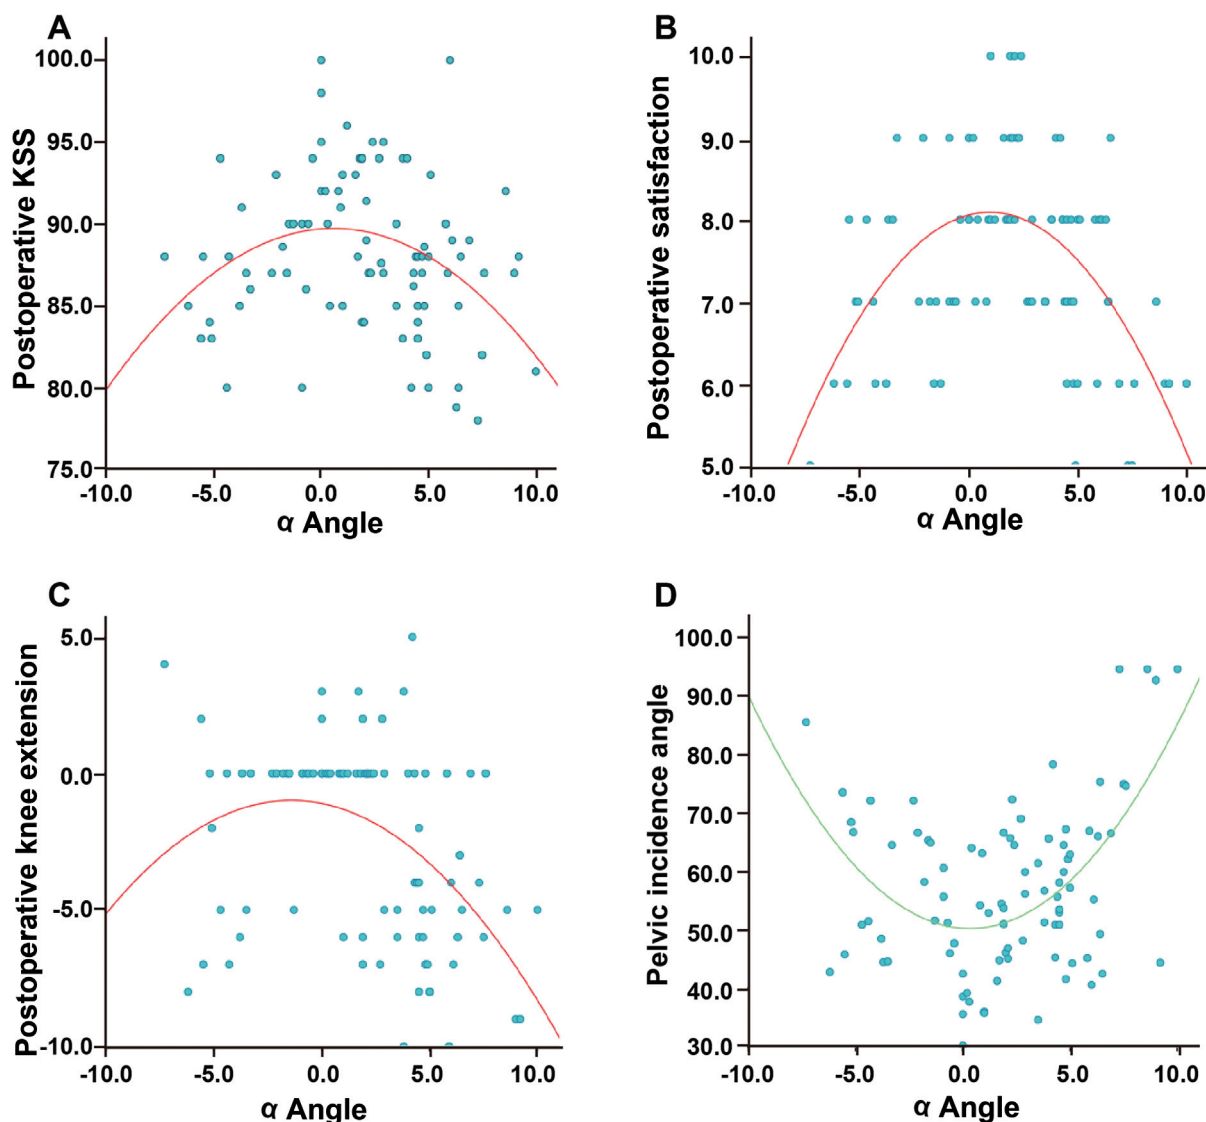 A
Postoperative KSS
100.0
95.0
90.0
85.0
80.0
75.0
-10.0 -5.0 0.0 5.0 10.0
α Angle
B
Postoperative satisfaction
10.0
9.0
8.0
7.0
6.0
5.0
-10.0 -5.0 0.0 5.0 10.0
α Angle
C
Postoperative knee extension
5.0
0.0
-5.0
-10.0
-10.0 -5.0 0.0 5.0 10.0
α Angle
D
Pelvic incidence angle
100.0
90.0
80.0
70.0
60.0
50.0
40.0
30.0
-10.0 -5.0 0.0 5.0 10.0
α Angle